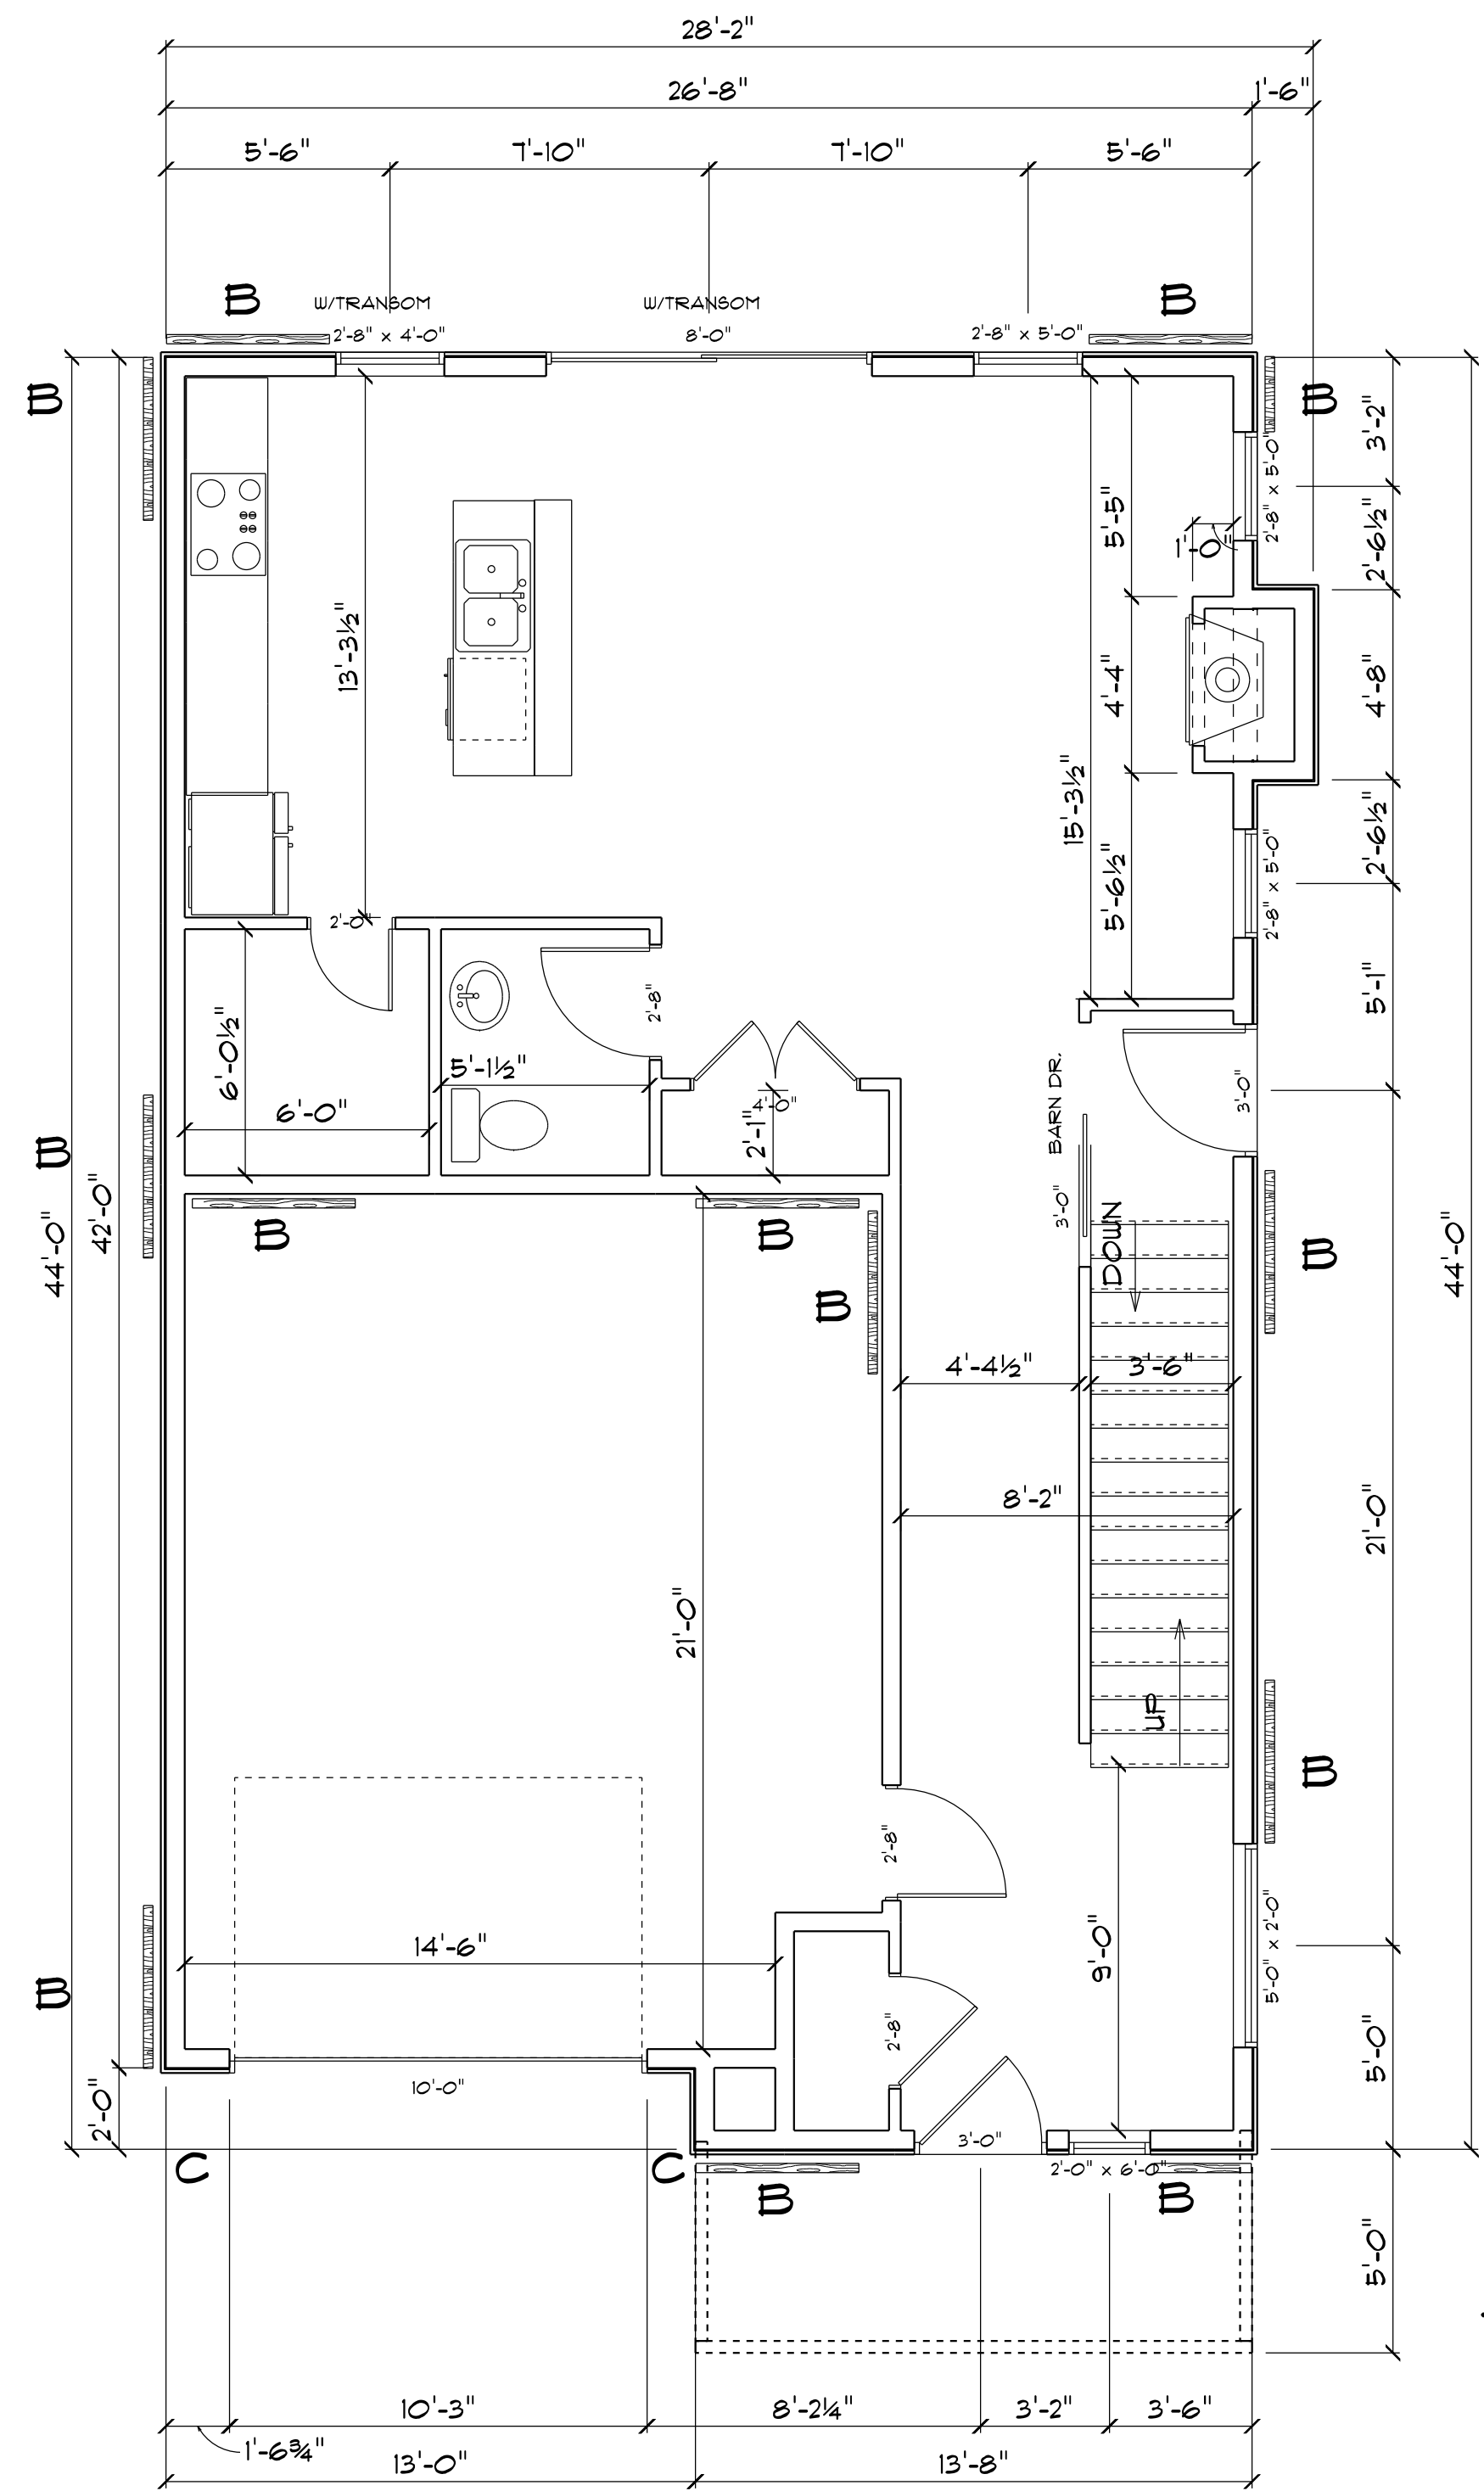 28'-2"
26'-8"
1'-6"
5'-6"
7'-10"
7'-10"
5'-6"
B
W/TRANSOM
W/TRANSOM
B
2'-8" x 4'-0"
8'-0"
2'-8" x 5'-0"
B
B
3'-2"
2'-8" x 5'-0"
5'-5"
1'-0"
2'-6½"
13'-3½"
4'-4"
4'-8"
15'-3½"
2'-6½"
5'-6½"
2'-8" x 5'-0"
2'-0"
2'-8"
5'-1"
6'-0½"
5'-1½"
6'-0"
4'-0"
2'-1"
BARN DR.
3'-0"
B
42'-0"
44'-0"
3'-0"
DOWN
B
B
B
44'-0"
B
4'-4½"
3'-6"
8'-2"
21'-0"
21'-0"
UP
B
2'-8"
14'-6"
9'-0"
5'-0" x 2'-0"
B
2'-8"
5'-0"
10'-0"
2'-0"
3'-0"
C
C
2'-0" x 6'-0"
B
B
5'-0"
10'-3"
8'-2¼"
3'-2"
3'-6"
1'-6¾"
13'-0"
13'-8"